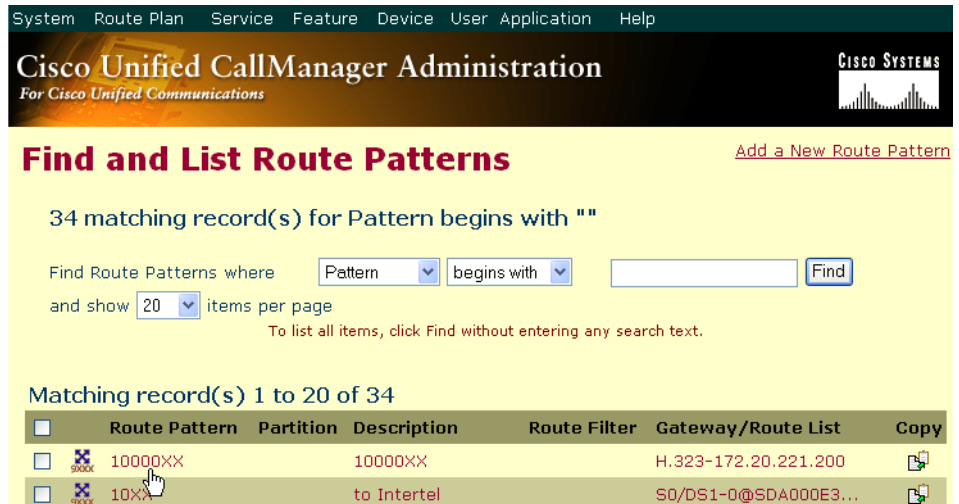 System Route Plan Service Feature Device User Application Help
Cisco Unified CallManager Administration
For Cisco Unified Communications
CISCO SYSTEMS
Find and List Route Patterns
Add a New Route Pattern
34 matching record(s) for Pattern begins with ""
Find Route Patterns where Pattern begins with Find
and show 20 items per page
To list all items, click Find without entering any search text.
Matching record(s) 1 to 20 of 34
Route Pattern Partition Description Route Filter Gateway/Route List Copy
9XXXX 10000XX 10000XX H.323-172.20.221.200
9XXXX 10XX to Intertel S0/DS1-0@SDA000E3...